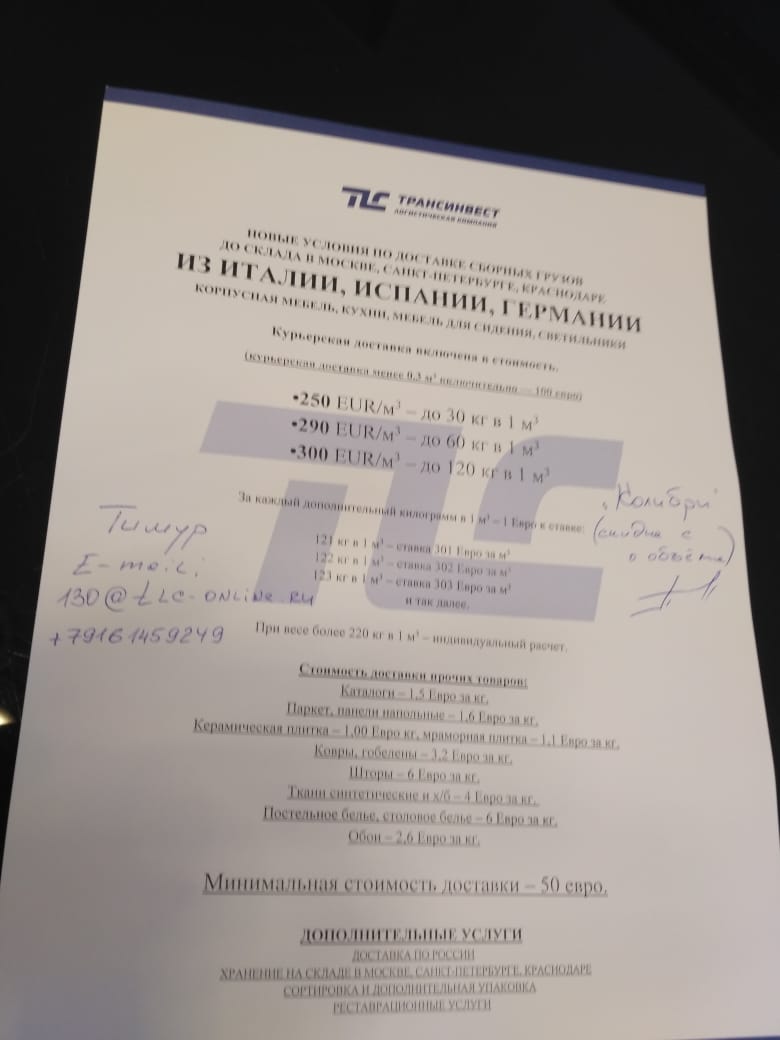 TLC ТРАНСИНВЕСТ
ЛОГИСТИЧЕСКАЯ КОМПАНИЯ
НОВЫЕ УСЛОВИЯ ПО ДОСТАВКЕ СБОРНЫХ ГРУЗОВ
ДО СКЛАДА В МОСКВЕ, САНКТ-ПЕТЕРБУРГЕ, КРАСНОДАРЕ
ИЗ ИТАЛИИ, ИСПАНИИ, ГЕРМАНИИ
КОРПУСНАЯ МЕБЕЛЬ, КУХНИ, МЕБЕЛЬ ДЛЯ СИДЕНИЯ, СВЕТИЛЬНИКИ
Курьерская доставка включена в стоимость.
(курьерская доставка менее 0,3 м³ включительно — 100 евро)
•250 EUR/м³ – до 30 кг в 1 м³
•290 EUR/м³ – до 60 кг в 1 м³
•300 EUR/м³ – до 120 кг в 1 м³
За каждый дополнительный килограмм в 1 м³ – 1 Евро к ставке:
121 кг в 1 м³ – ставка 301 Евро за м³
122 кг в 1 м³ – ставка 302 Евро за м³
123 кг в 1 м³ – ставка 303 Евро за м³
и так далее.
"Колибри"
(скидка с
о объёма)
Тимур
E-mail:
130@tlc-online.ru
+79161459249
При весе более 220 кг в 1 м³ – индивидуальный расчет.
Стоимость доставки прочих товаров:
Каталоги – 1,5 Евро за кг.
Паркет, панели напольные – 1,6 Евро за кг.
Керамическая плитка – 1,00 Евро кг, мраморная плитка – 1,1 Евро за кг.
Ковры, гобелены – 3,2 Евро за кг.
Шторы – 6 Евро за кг.
Ткани синтетические и х/б – 4 Евро за кг.
Постельное белье, столовое белье – 6 Евро за кг.
Обои – 2,6 Евро за кг.
Минимальная стоимость доставки – 50 евро.
ДОПОЛНИТЕЛЬНЫЕ УСЛУГИ
ДОСТАВКА ПО РОССИИ
ХРАНЕНИЕ НА СКЛАДЕ В МОСКВЕ, САНКТ-ПЕТЕРБУРГЕ, КРАСНОДАРЕ
СОРТИРОВКА И ДОПОЛНИТЕЛЬНАЯ УПАКОВКА
РЕСТАВРАЦИОННЫЕ УСЛУГИ